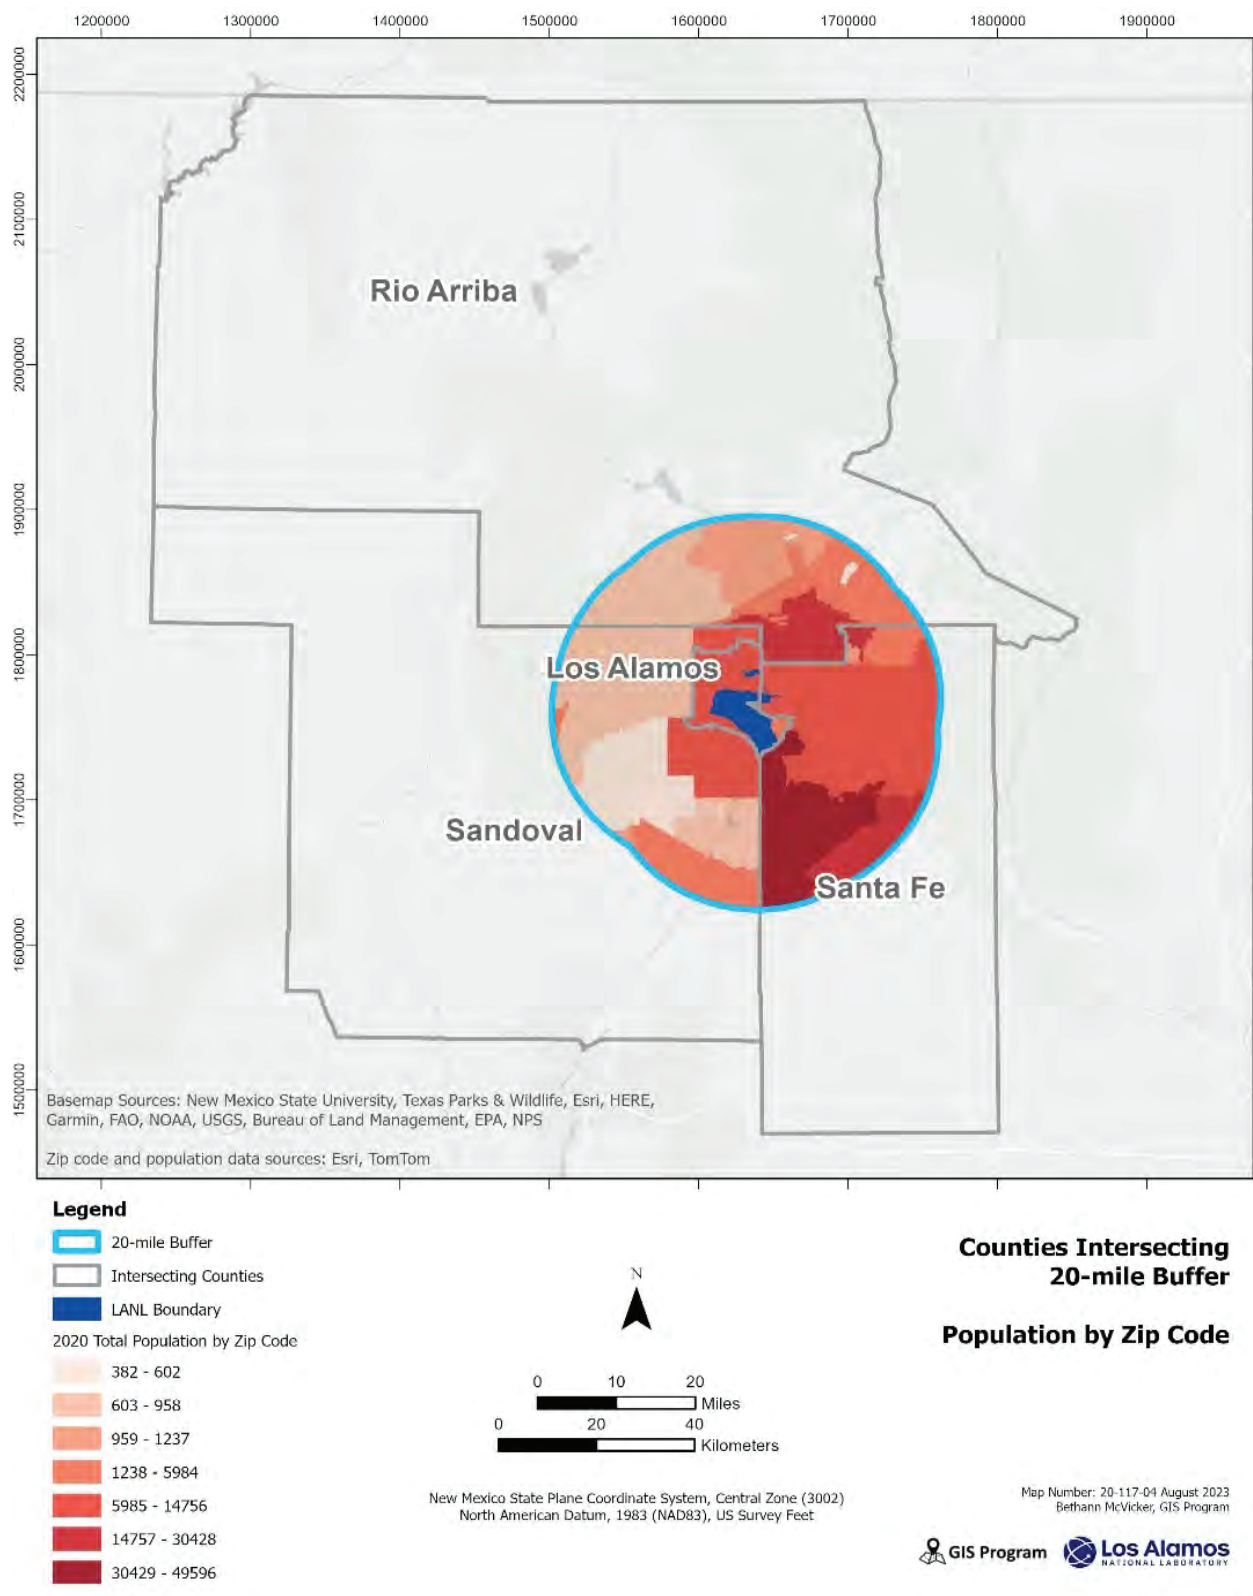 1200000 1300000 1400000 1500000 1600000 1700000 1800000 1900000
2200000
2100000
2000000
1900000
1800000
1700000
1600000
1500000
Rio Arriba
Los Alamos
Sandoval
Santa Fe
Basemap Sources: New Mexico State University, Texas Parks & Wildlife, Esri, HERE,
Garmin, FAO, NOAA, USGS, Bureau of Land Management, EPA, NPS
Zip code and population data sources: Esri, TomTom
Legend
20-mile Buffer
Intersecting Counties
LANL Boundary
2020 Total Population by Zip Code
382 - 602
603 - 958
959 - 1237
1238 - 5984
5985 - 14756
14757 - 30428
30429 - 49596
N
0 10 20
Miles
0 20 40
Kilometers
New Mexico State Plane Coordinate System, Central Zone (3002)
North American Datum, 1983 (NAD83), US Survey Feet
Counties Intersecting
20-mile Buffer
Population by Zip Code
Map Number: 20-117-04 August 2023
Bethann McVicker, GIS Program
GIS Program
Los Alamos
NATIONAL LABORATORY